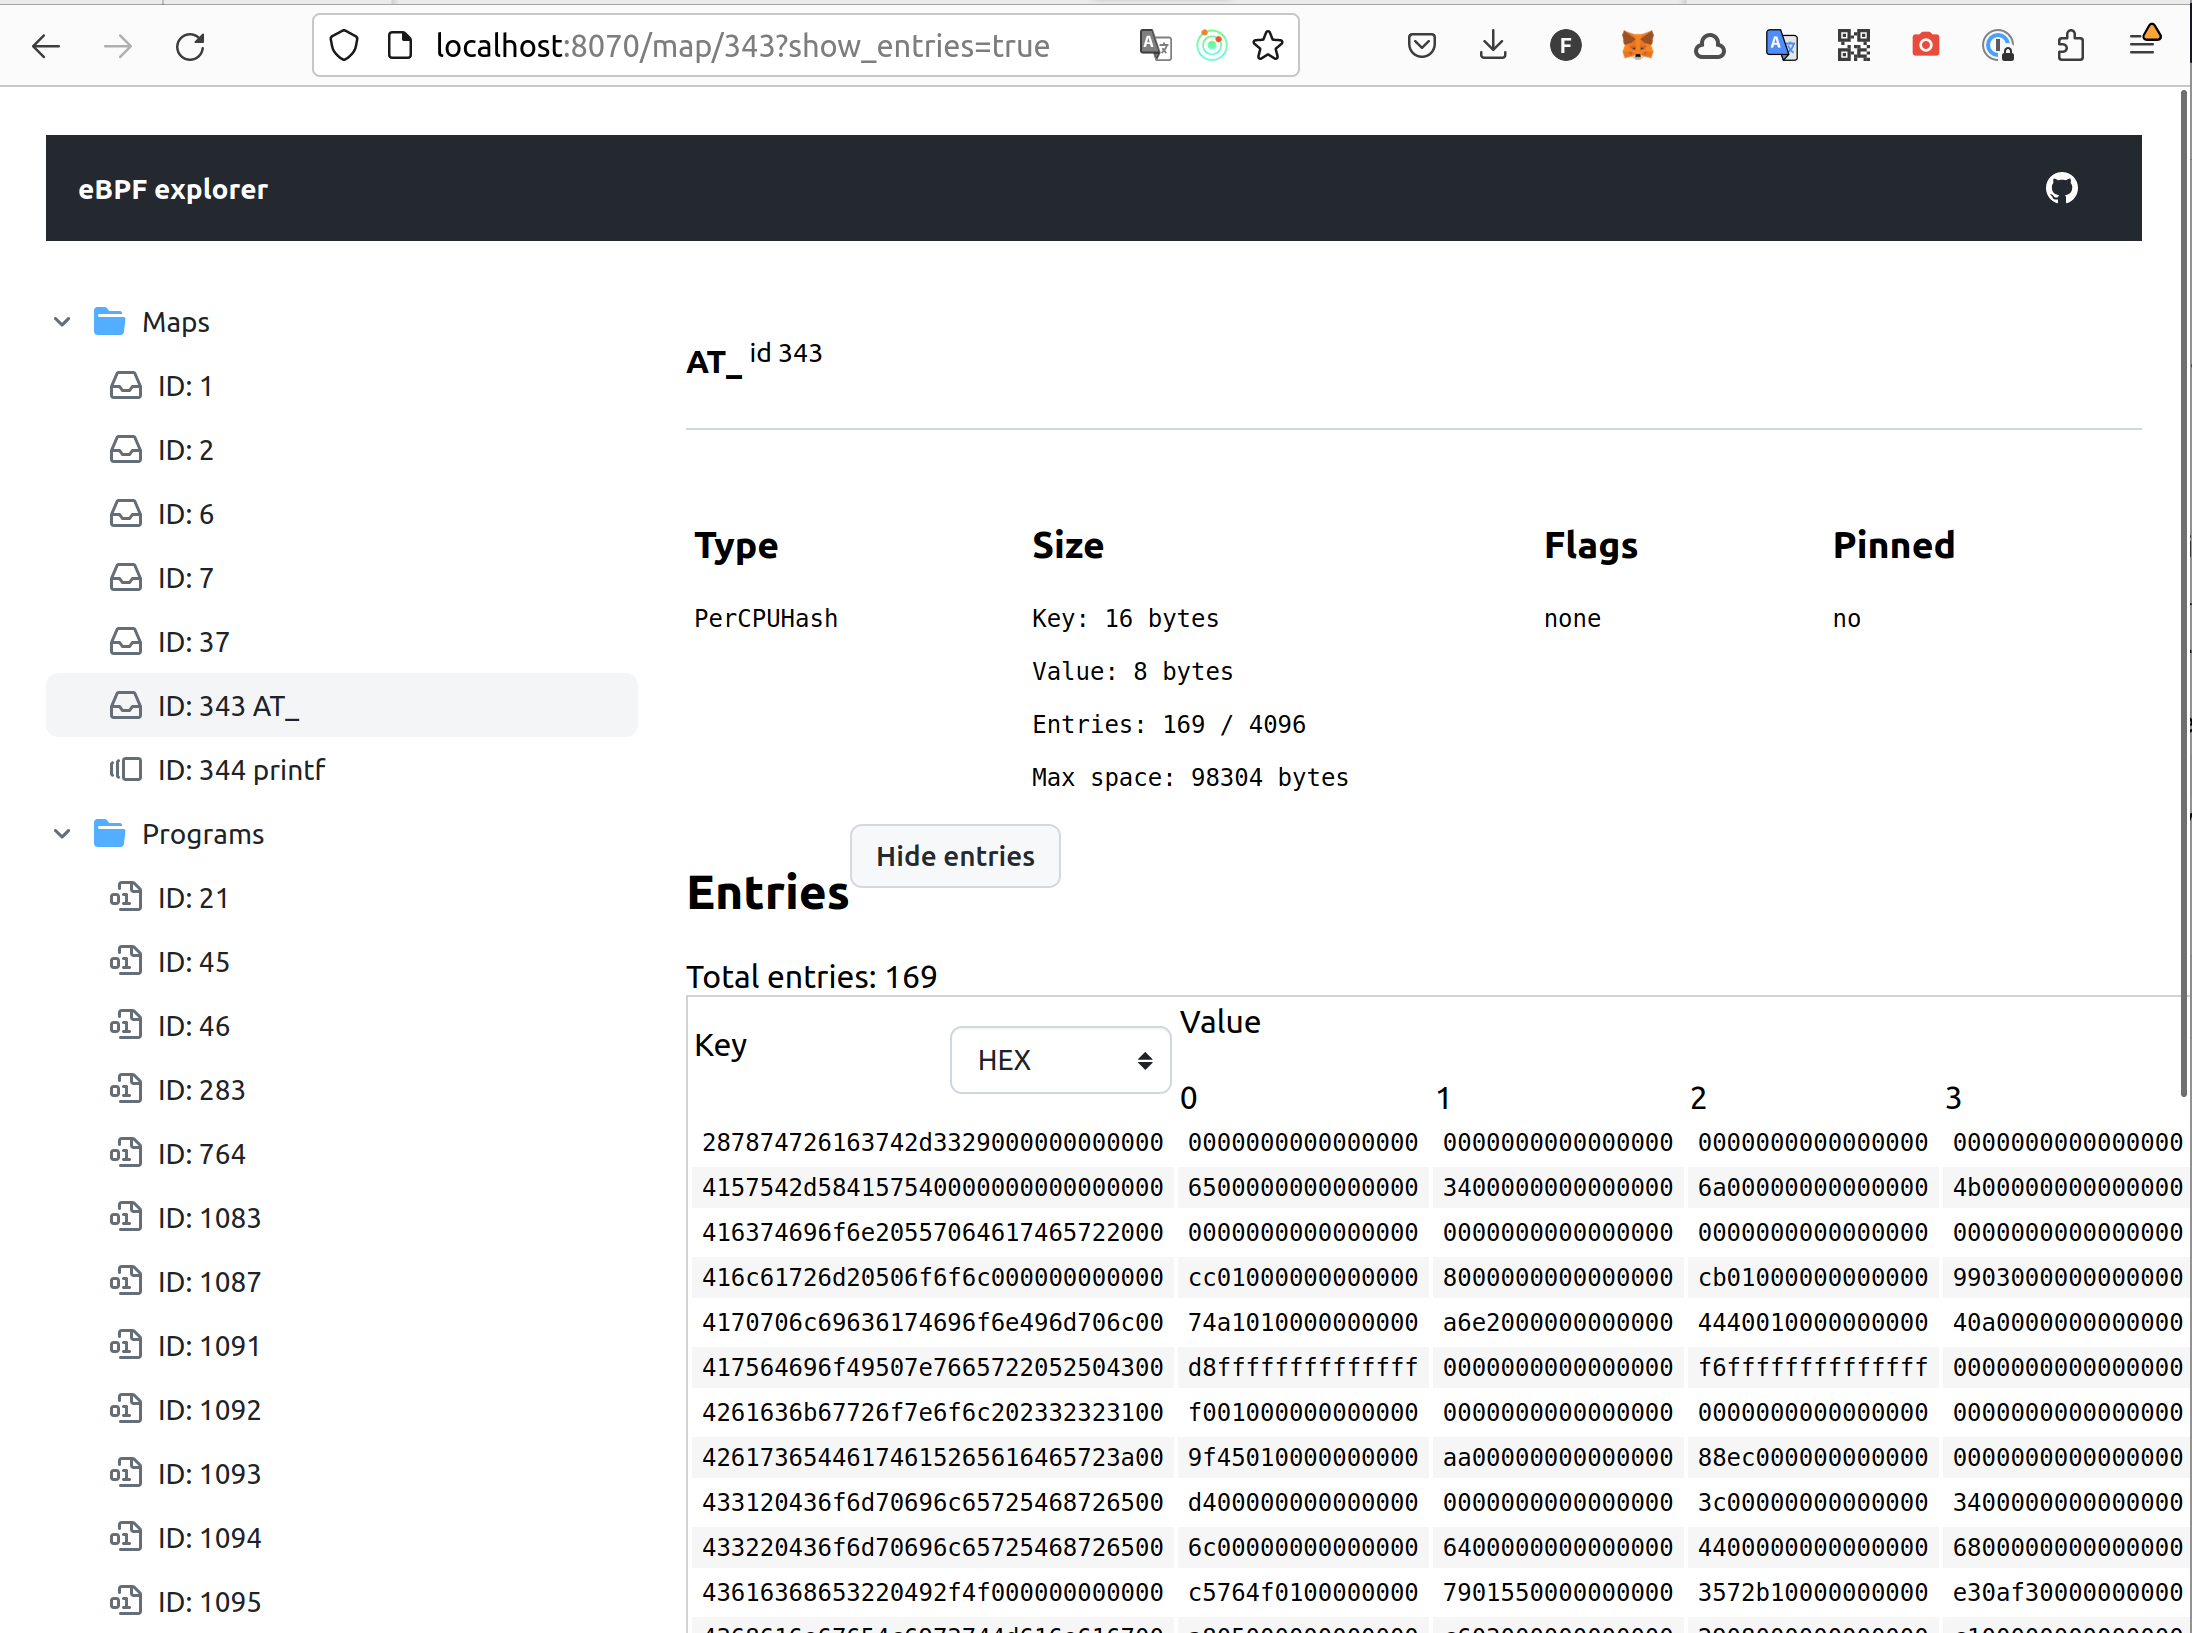 localhost:8070/map/343?show_entries=true
eBPF explorer
Maps
ID: 1
ID: 2
ID: 6
ID: 7
ID: 37
ID: 343 AT_
ID: 344 printf
Programs
ID: 21
ID: 45
ID: 46
ID: 283
ID: 764
ID: 1083
ID: 1087
ID: 1091
ID: 1092
ID: 1093
ID: 1094
ID: 1095
AT_ id 343
Type Size Flags Pinned
PerCPUHash Key: 16 bytes none no
Value: 8 bytes
Entries: 169 / 4096
Max space: 98304 bytes
Entries Hide entries
Total entries: 169
Key HEX Value
0 1 2 3
287874726163742d3329000000000000 0000000000000000 0000000000000000 0000000000000000 0000000000000000
4157542d584157540000000000000000 6500000000000000 3400000000000000 6a00000000000000 4b00000000000000
416374696f6e20557064617465722000 0000000000000000 0000000000000000 0000000000000000 0000000000000000
416c61726d20506f6f6c000000000000 cc01000000000000 8000000000000000 cb01000000000000 9903000000000000
4170706c69636174696f6e496d706c00 74a1010000000000 a6e2000000000000 4440010000000000 40a0000000000000
417564696f49507e7665722052504300 d8ffffffffffffff 0000000000000000 f6ffffffffffffff 0000000000000000
4261636b67726f7e6f6c202332323100 f001000000000000 0000000000000000 0000000000000000 0000000000000000
42617365446174615265616465723a00 9f45010000000000 aa00000000000000 88ec000000000000 0000000000000000
433120436f6d70696c65725468726500 d400000000000000 0000000000000000 3c00000000000000 3400000000000000
433220436f6d70696c65725468726500 6c00000000000000 6400000000000000 4400000000000000 6800000000000000
43616368653220492f4f000000000000 c5764f0100000000 7901550000000000 3572b10000000000 e30af30000000000